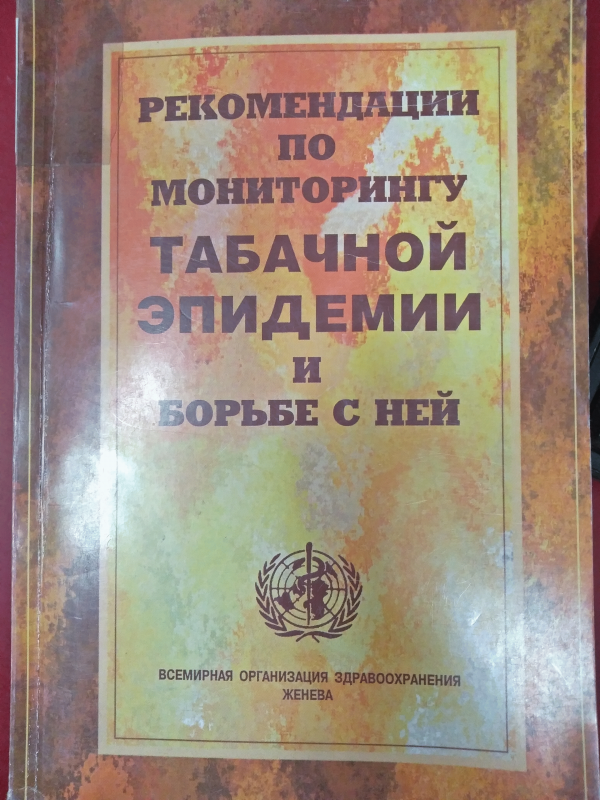 РЕКОМЕНДАЦИИ
ПО
МОНИТОРИНГУ
ТАБАЧНОЙ
ЭПИДЕМИИ
И
БОРЬБЕ С НЕЙ
ВСЕМИРНАЯ ОРГАНИЗАЦИЯ ЗДРАВООХРАНЕНИЯ
ЖЕНЕВА